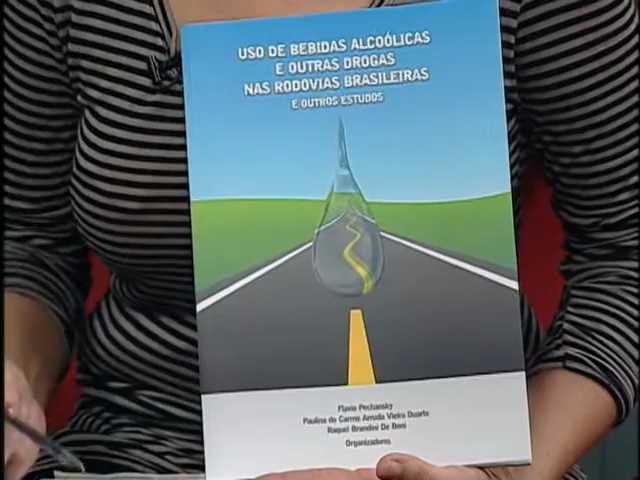 USO DE BEBIDAS ALCOÓLICAS
E OUTRAS DROGAS
NAS RODOVIAS BRASILEIRAS
E OUTROS ESTUDOS
Flavio Pechansky
Paulina do Carmo Arruda Vieira Duarte
Raquel Brandini De Boni
Organizadores